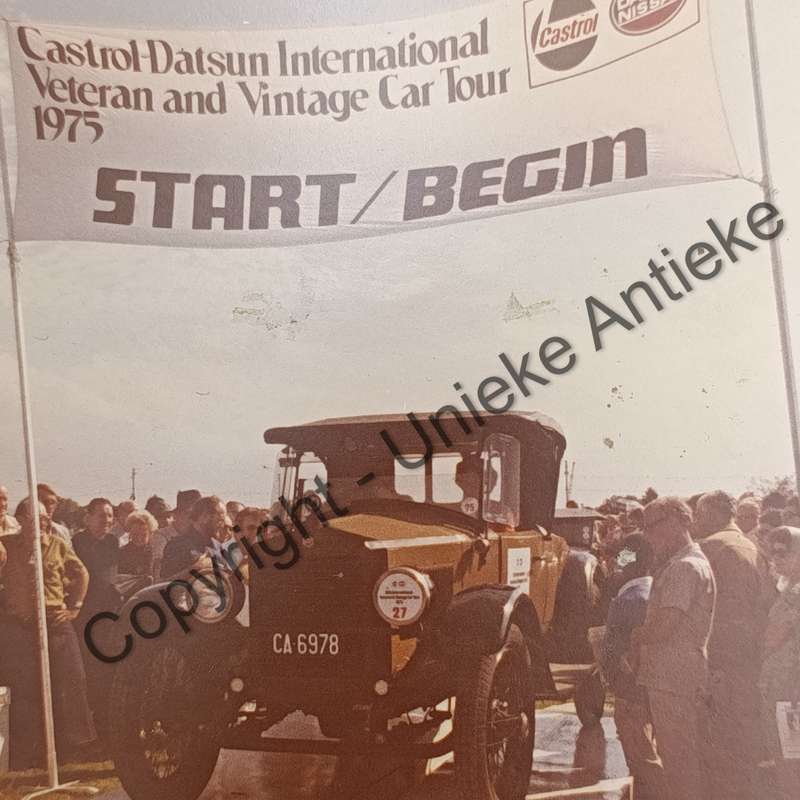 Castrol-Datsun International
Veteran and Vintage Car Tour
1975
START/BEGIN
Castrol
NISSAN
Copyright - Unieke Antieke
CA 6978
27